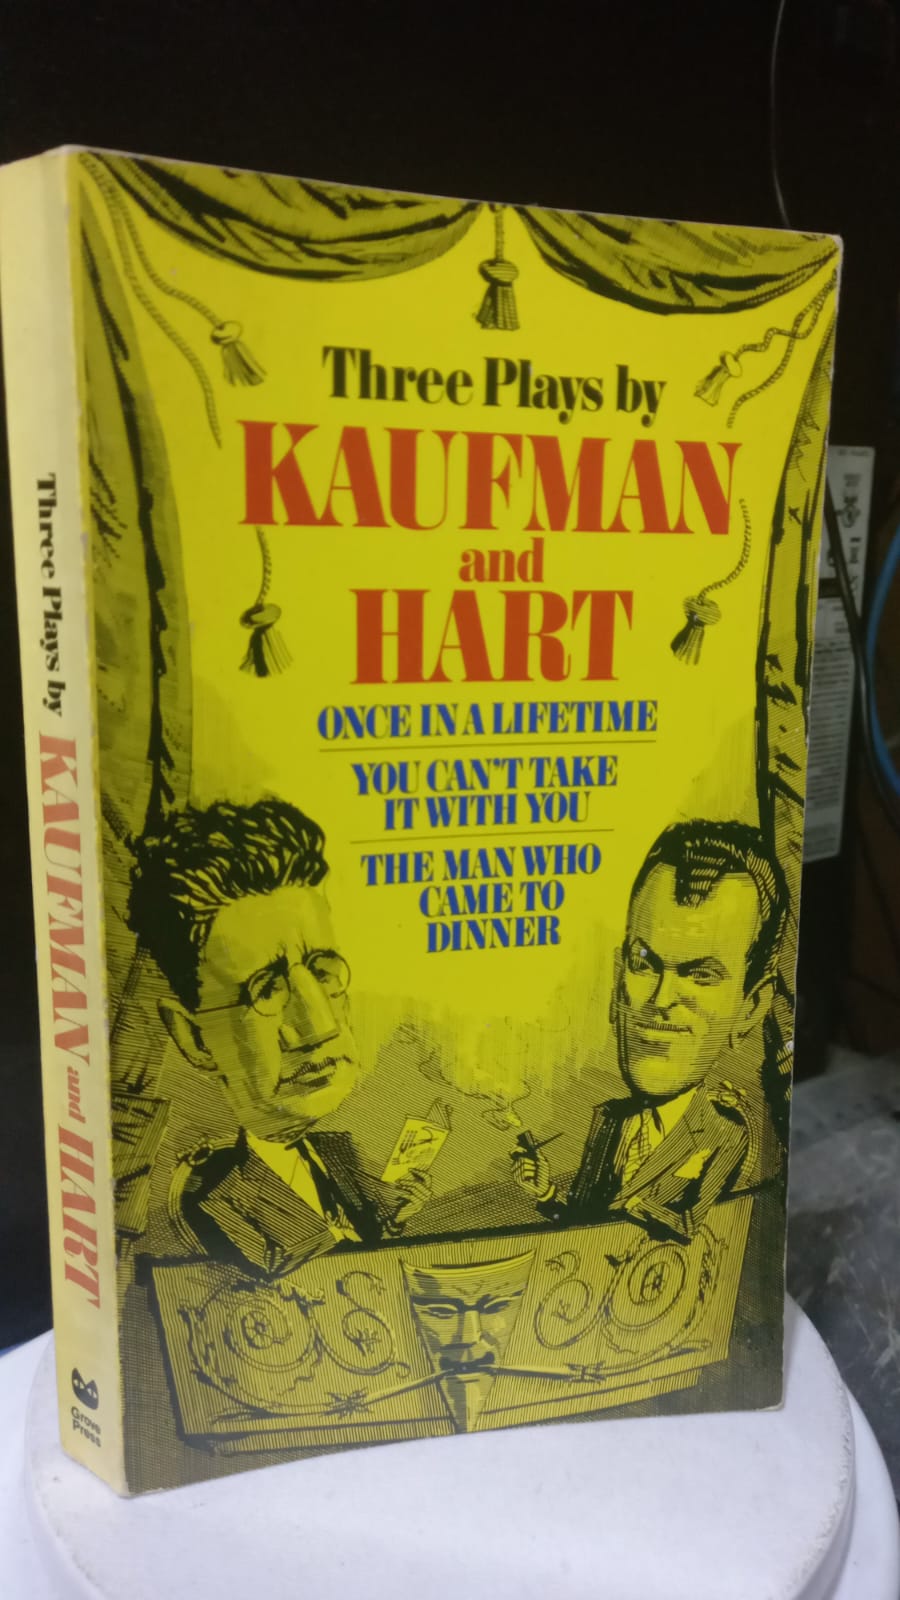 Three Plays by
KAUFMAN
and
HART
ONCE IN A LIFETIME
YOU CAN'T TAKE
IT WITH YOU
THE MAN WHO
CAME TO
DINNER
Three Plays by KAUFMAN and HART
Grove
Press